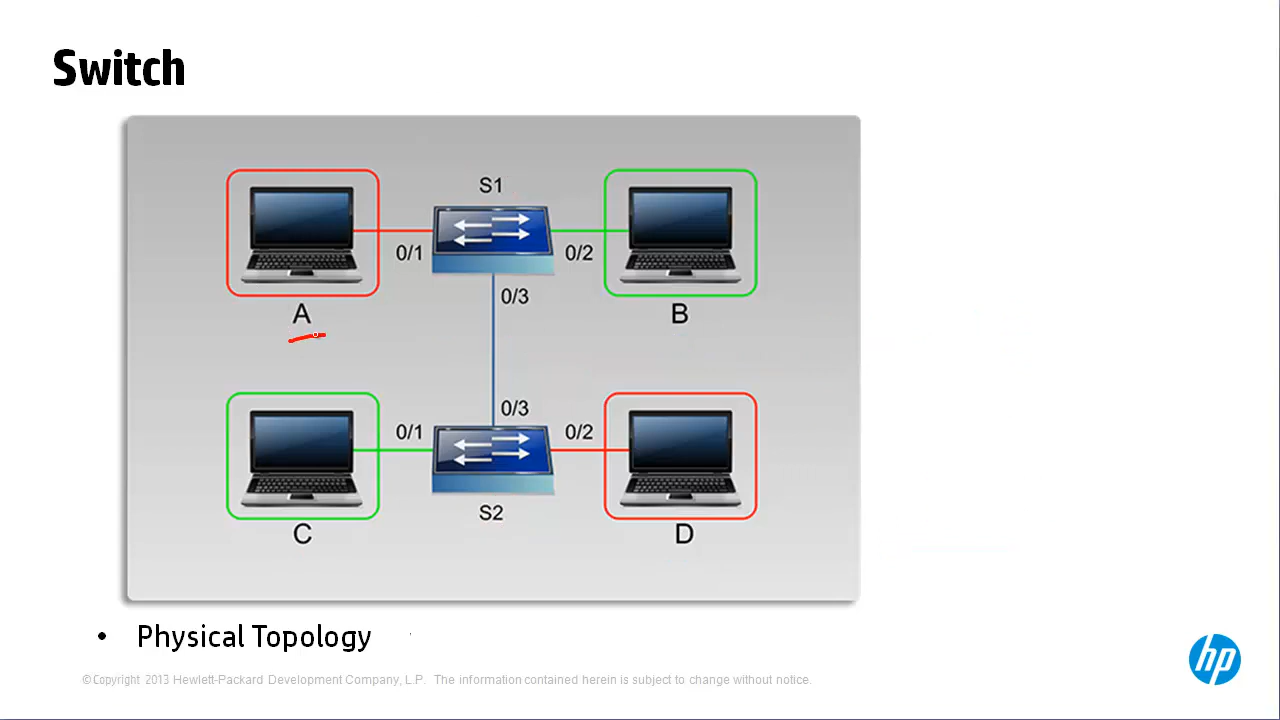 Switch
S1
0/1
0/2
A
0/3
B
0/3
0/1
0/2
S2
C
D
• Physical Topology
©Copyright 2013 Hewlett-Packard Development Company, L.P. The information contained herein is subject to change without notice.
hp